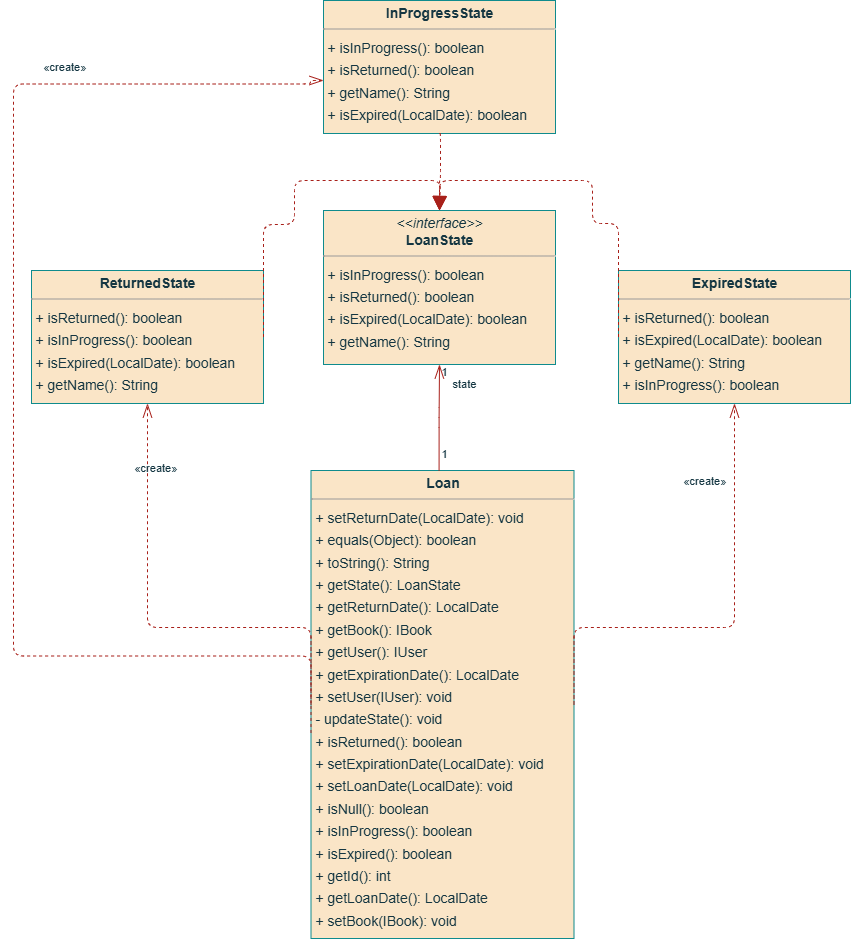 InProgressState
+ isInProgress(): boolean
+ isReturned(): boolean
+ getName(): String
+ isExpired(LocalDate): boolean
«create»
<<interface>>
LoanState
+ isInProgress(): boolean
+ isReturned(): boolean
+ isExpired(LocalDate): boolean
+ getName(): String
ReturnedState
+ isReturned(): boolean
+ isInProgress(): boolean
+ isExpired(LocalDate): boolean
+ getName(): String
ExpiredState
+ isReturned(): boolean
+ isExpired(LocalDate): boolean
+ getName(): String
+ isInProgress(): boolean
1
state
1
«create»
«create»
Loan
+ setReturnDate(LocalDate): void
+ equals(Object): boolean
+ toString(): String
+ getState(): LoanState
+ getReturnDate(): LocalDate
+ getBook(): IBook
+ getUser(): IUser
+ getExpirationDate(): LocalDate
+ setUser(IUser): void
- updateState(): void
+ isReturned(): boolean
+ setExpirationDate(LocalDate): void
+ setLoanDate(LocalDate): void
+ isNull(): boolean
+ isInProgress(): boolean
+ isExpired(): boolean
+ getId(): int
+ getLoanDate(): LocalDate
+ setBook(IBook): void